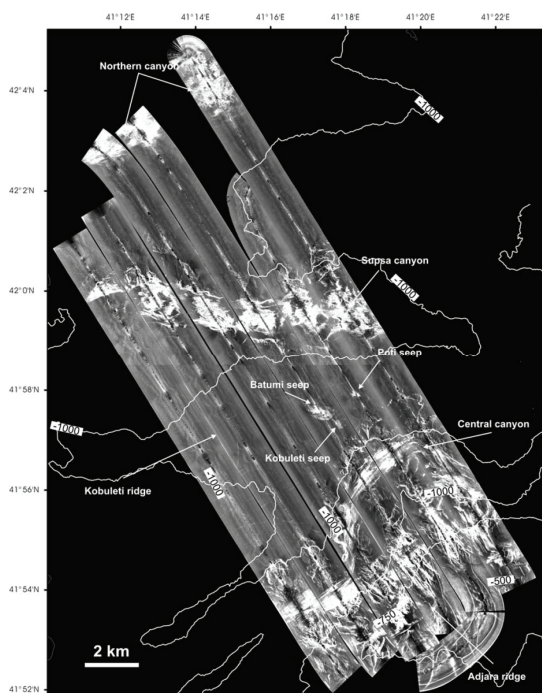 41°12'E 41°14'E 41°16'E 41°18'E 41°20'E 41°22'E
42°4'N
Northern canyon
-1000
42°2'N
Supsa canyon
-1000
42°0'N
Poti seep
41°58'N
Batumi seep
-1000
Central canyon
Kobuleti seep
-1000
41°56'N
Kobuleti ridge
-1000
-1000
-500
41°54'N
-750
2 km
Adjara ridge
41°52'N